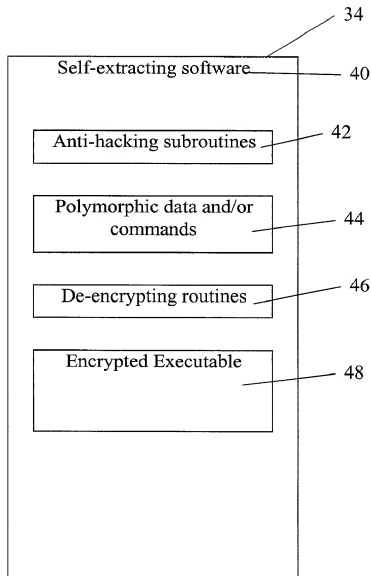 34
Self-extracting software 40
42
Anti-hacking subroutines
Polymorphic data and/or
commands
44
46
De-encrypting routines
Encrypted Executable
48